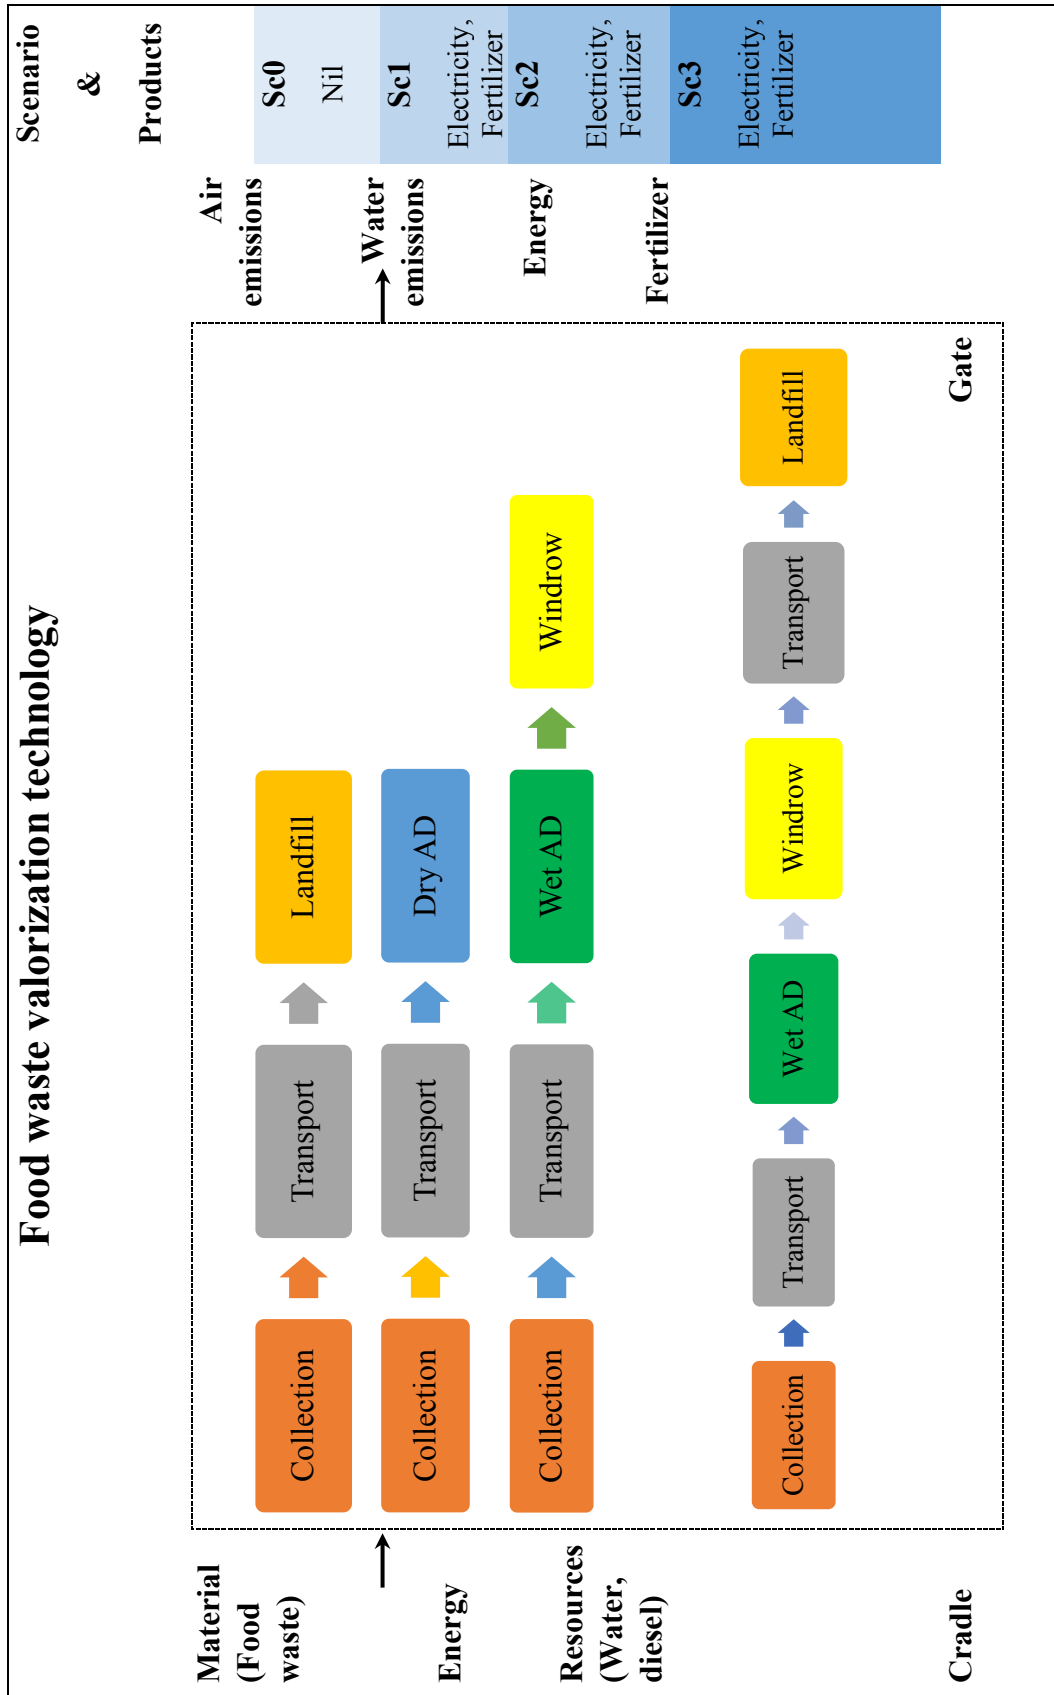 Food waste valorization technology
Scenario
&
Products
Material
(Food
waste)
Energy
Resources
(Water,
diesel)
Cradle
Collection
Transport
Landfill
Collection
Transport
Dry AD
Collection
Transport
Wet AD
Windrow
Collection
Transport
Wet AD
Windrow
Transport
Landfill
Gate
Air
emissions
Water
emissions
Energy
Fertilizer
Sc0
Nil
Sc1
Electricity,
Fertilizer
Sc2
Electricity,
Fertilizer
Sc3
Electricity,
Fertilizer